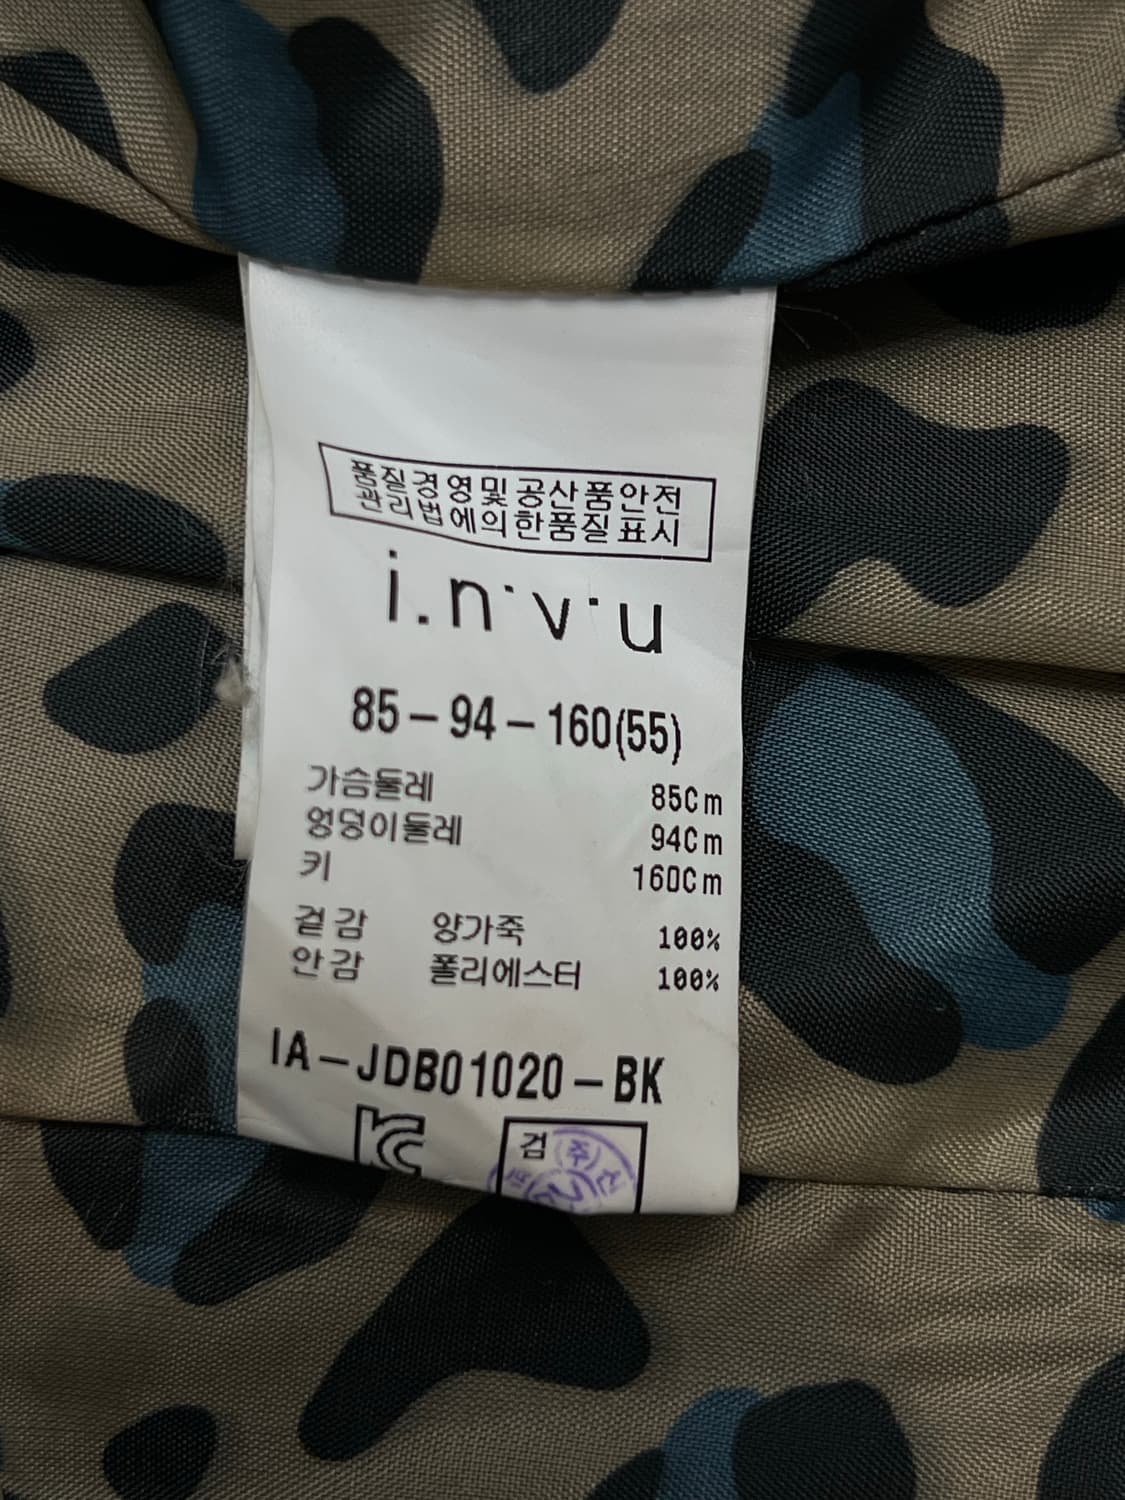 품질경영및공산품안전
관리법에의한품질표시
i.n.v.u
85-94-160(55)
가슴둘레 85Cm
엉덩이둘레 94Cm
키 160Cm
겉감 양가죽 100%
안감 폴리에스터 100%
IA-JDB01020-BK
검